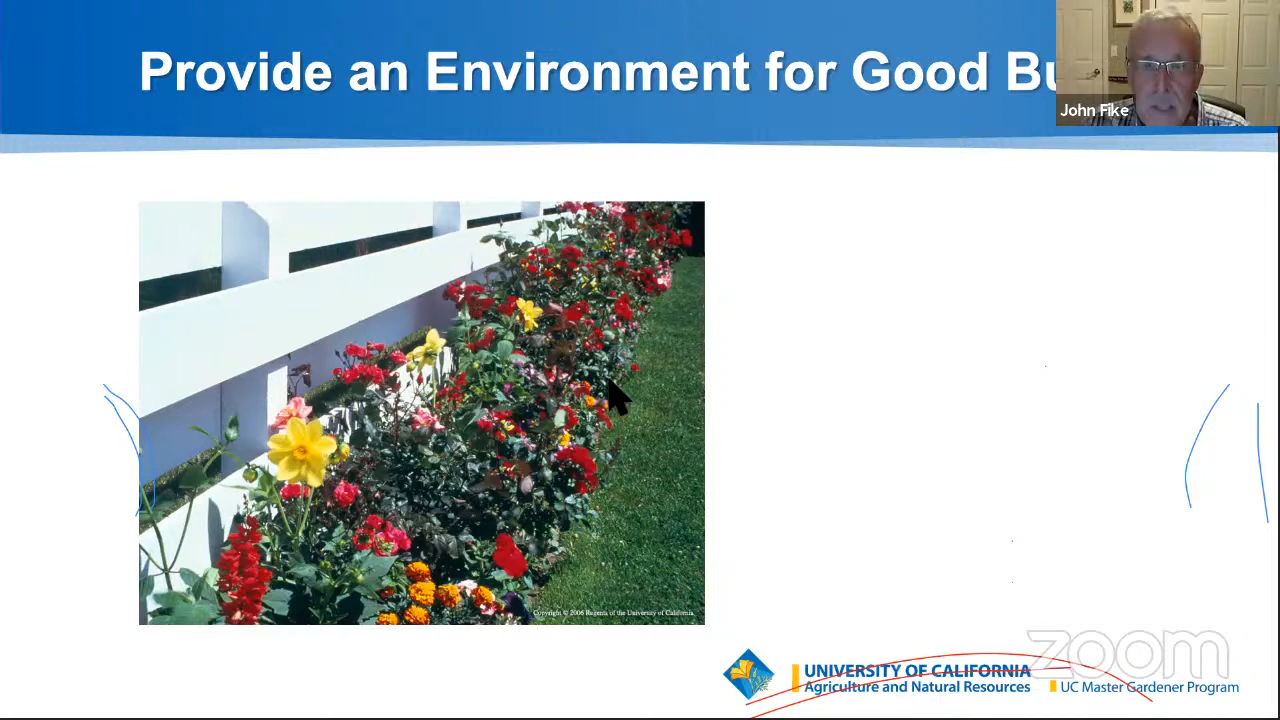 Provide an Environment for Good Bu
John Fike
Copyright © 2006 Regents of the University of California
zoom
UNIVERSITY OF CALIFORNIA
Agriculture and Natural Resources
UC Master Gardener Program